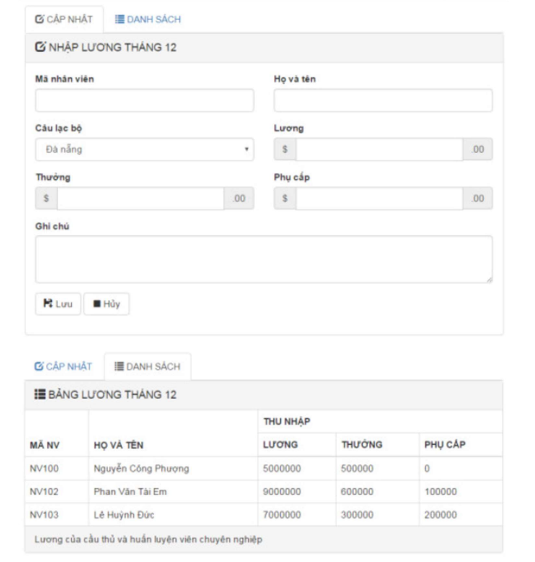 CẬP NHẬT DANH SÁCH
NHẬP LƯƠNG THÁNG 12
Mã nhân viên Họ và tên
Câu lạc bộ Lương
Đà nẵng $ .00
Thưởng Phụ cấp
$ .00 $ .00
Ghi chú
Lưu Hủy
CẬP NHẬT DANH SÁCH
BẢNG LƯƠNG THÁNG 12
THU NHẬP
MÃ NV HỌ VÀ TÊN LƯƠNG THƯỞNG PHỤ CẤP
NV100 Nguyễn Công Phượng 5000000 500000 0
NV102 Phan Văn Tài Em 9000000 600000 100000
NV103 Lê Huỳnh Đức 7000000 300000 200000
Lương của cầu thủ và huấn luyện viên chuyên nghiệp